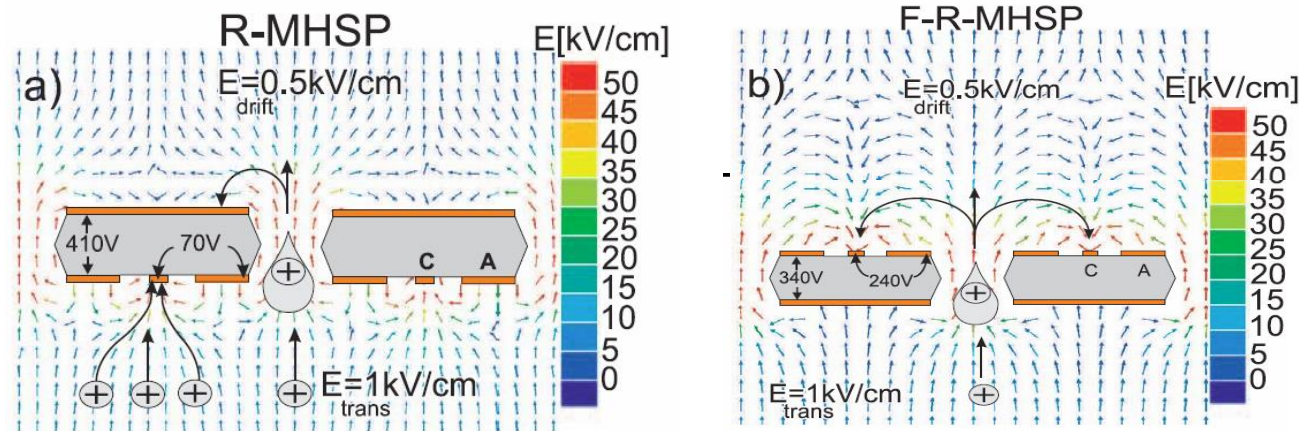 R-MHSP
E[kV/cm]
a)
E=0.5kV/cm
drift
50
45
40
35
30
25
20
15
10
5
0
410V
70V
C
A
+
+ + + +
E=1kV/cm
trans
F-R-MHSP
E[kV/cm]
b)
E=0.5kV/cm
drift
50
45
40
35
30
25
20
15
10
5
0
340V
240V
C
A
+
+
E=1kV/cm
trans